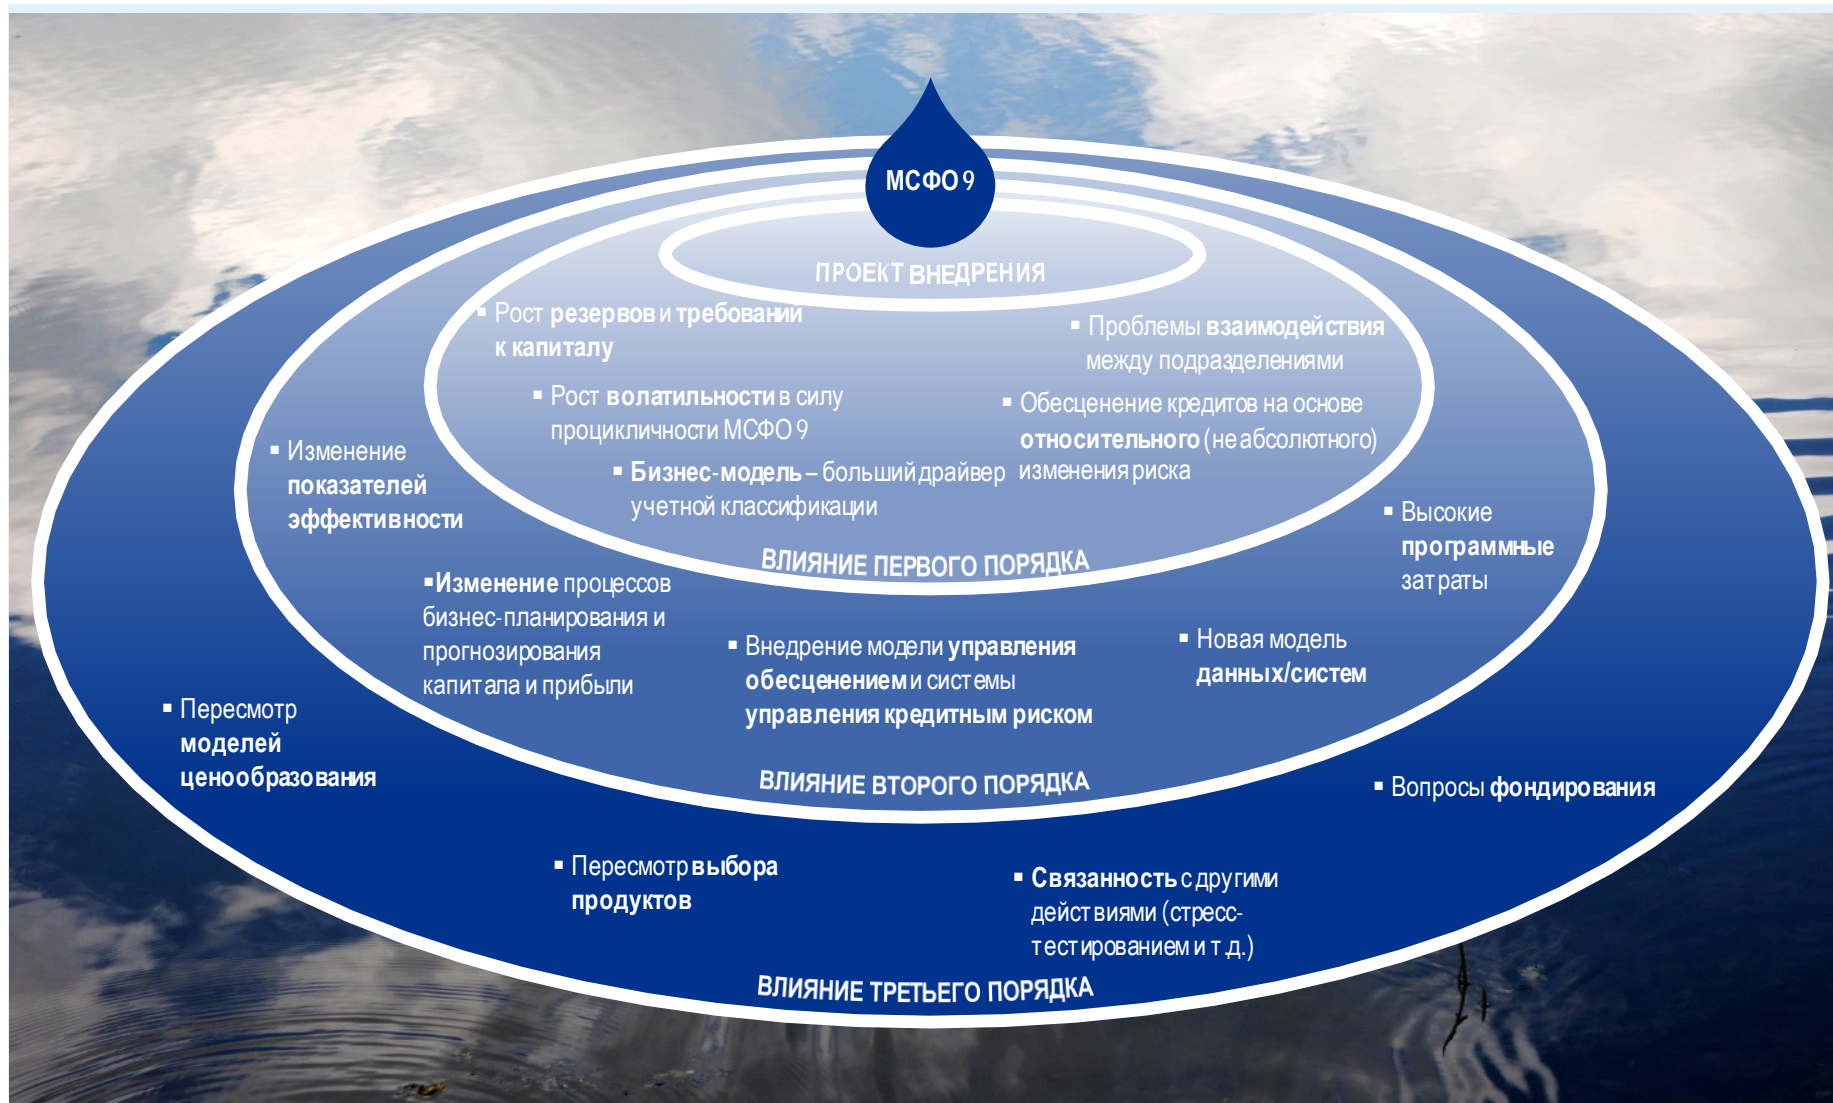 МСФО 9
ПРОЕКТ ВНЕДРЕНИЯ
▪ Рост резервов и требований
к капиталу
▪ Проблемы взаимодействия
между подразделениями
▪ Рост волатильности в силу
процикличности МСФО 9
▪ Обесценение кредитов на основе
относительного (не абсолютного)
изменения риска
▪ Бизнес-модель – больший драйвер
учетной классификации
ВЛИЯНИЕ ПЕРВОГО ПОРЯДКА
▪ Изменение
показателей
эффективности
▪ Высокие
программные
затраты
▪Изменение процессов
бизнес-планирования и
прогнозирования
капитала и прибыли
▪ Внедрение модели управления
обесценением и системы
управления кредитным риском
▪ Новая модель
данных/систем
ВЛИЯНИЕ ВТОРОГО ПОРЯДКА
▪ Пересмотр
моделей
ценообразования
▪ Вопросы фондирования
▪ Пересмотр выбора
продуктов
▪ Связанность с другими
действиями (стресс-
тестированием и т.д.)
ВЛИЯНИЕ ТРЕТЬЕГО ПОРЯДКА